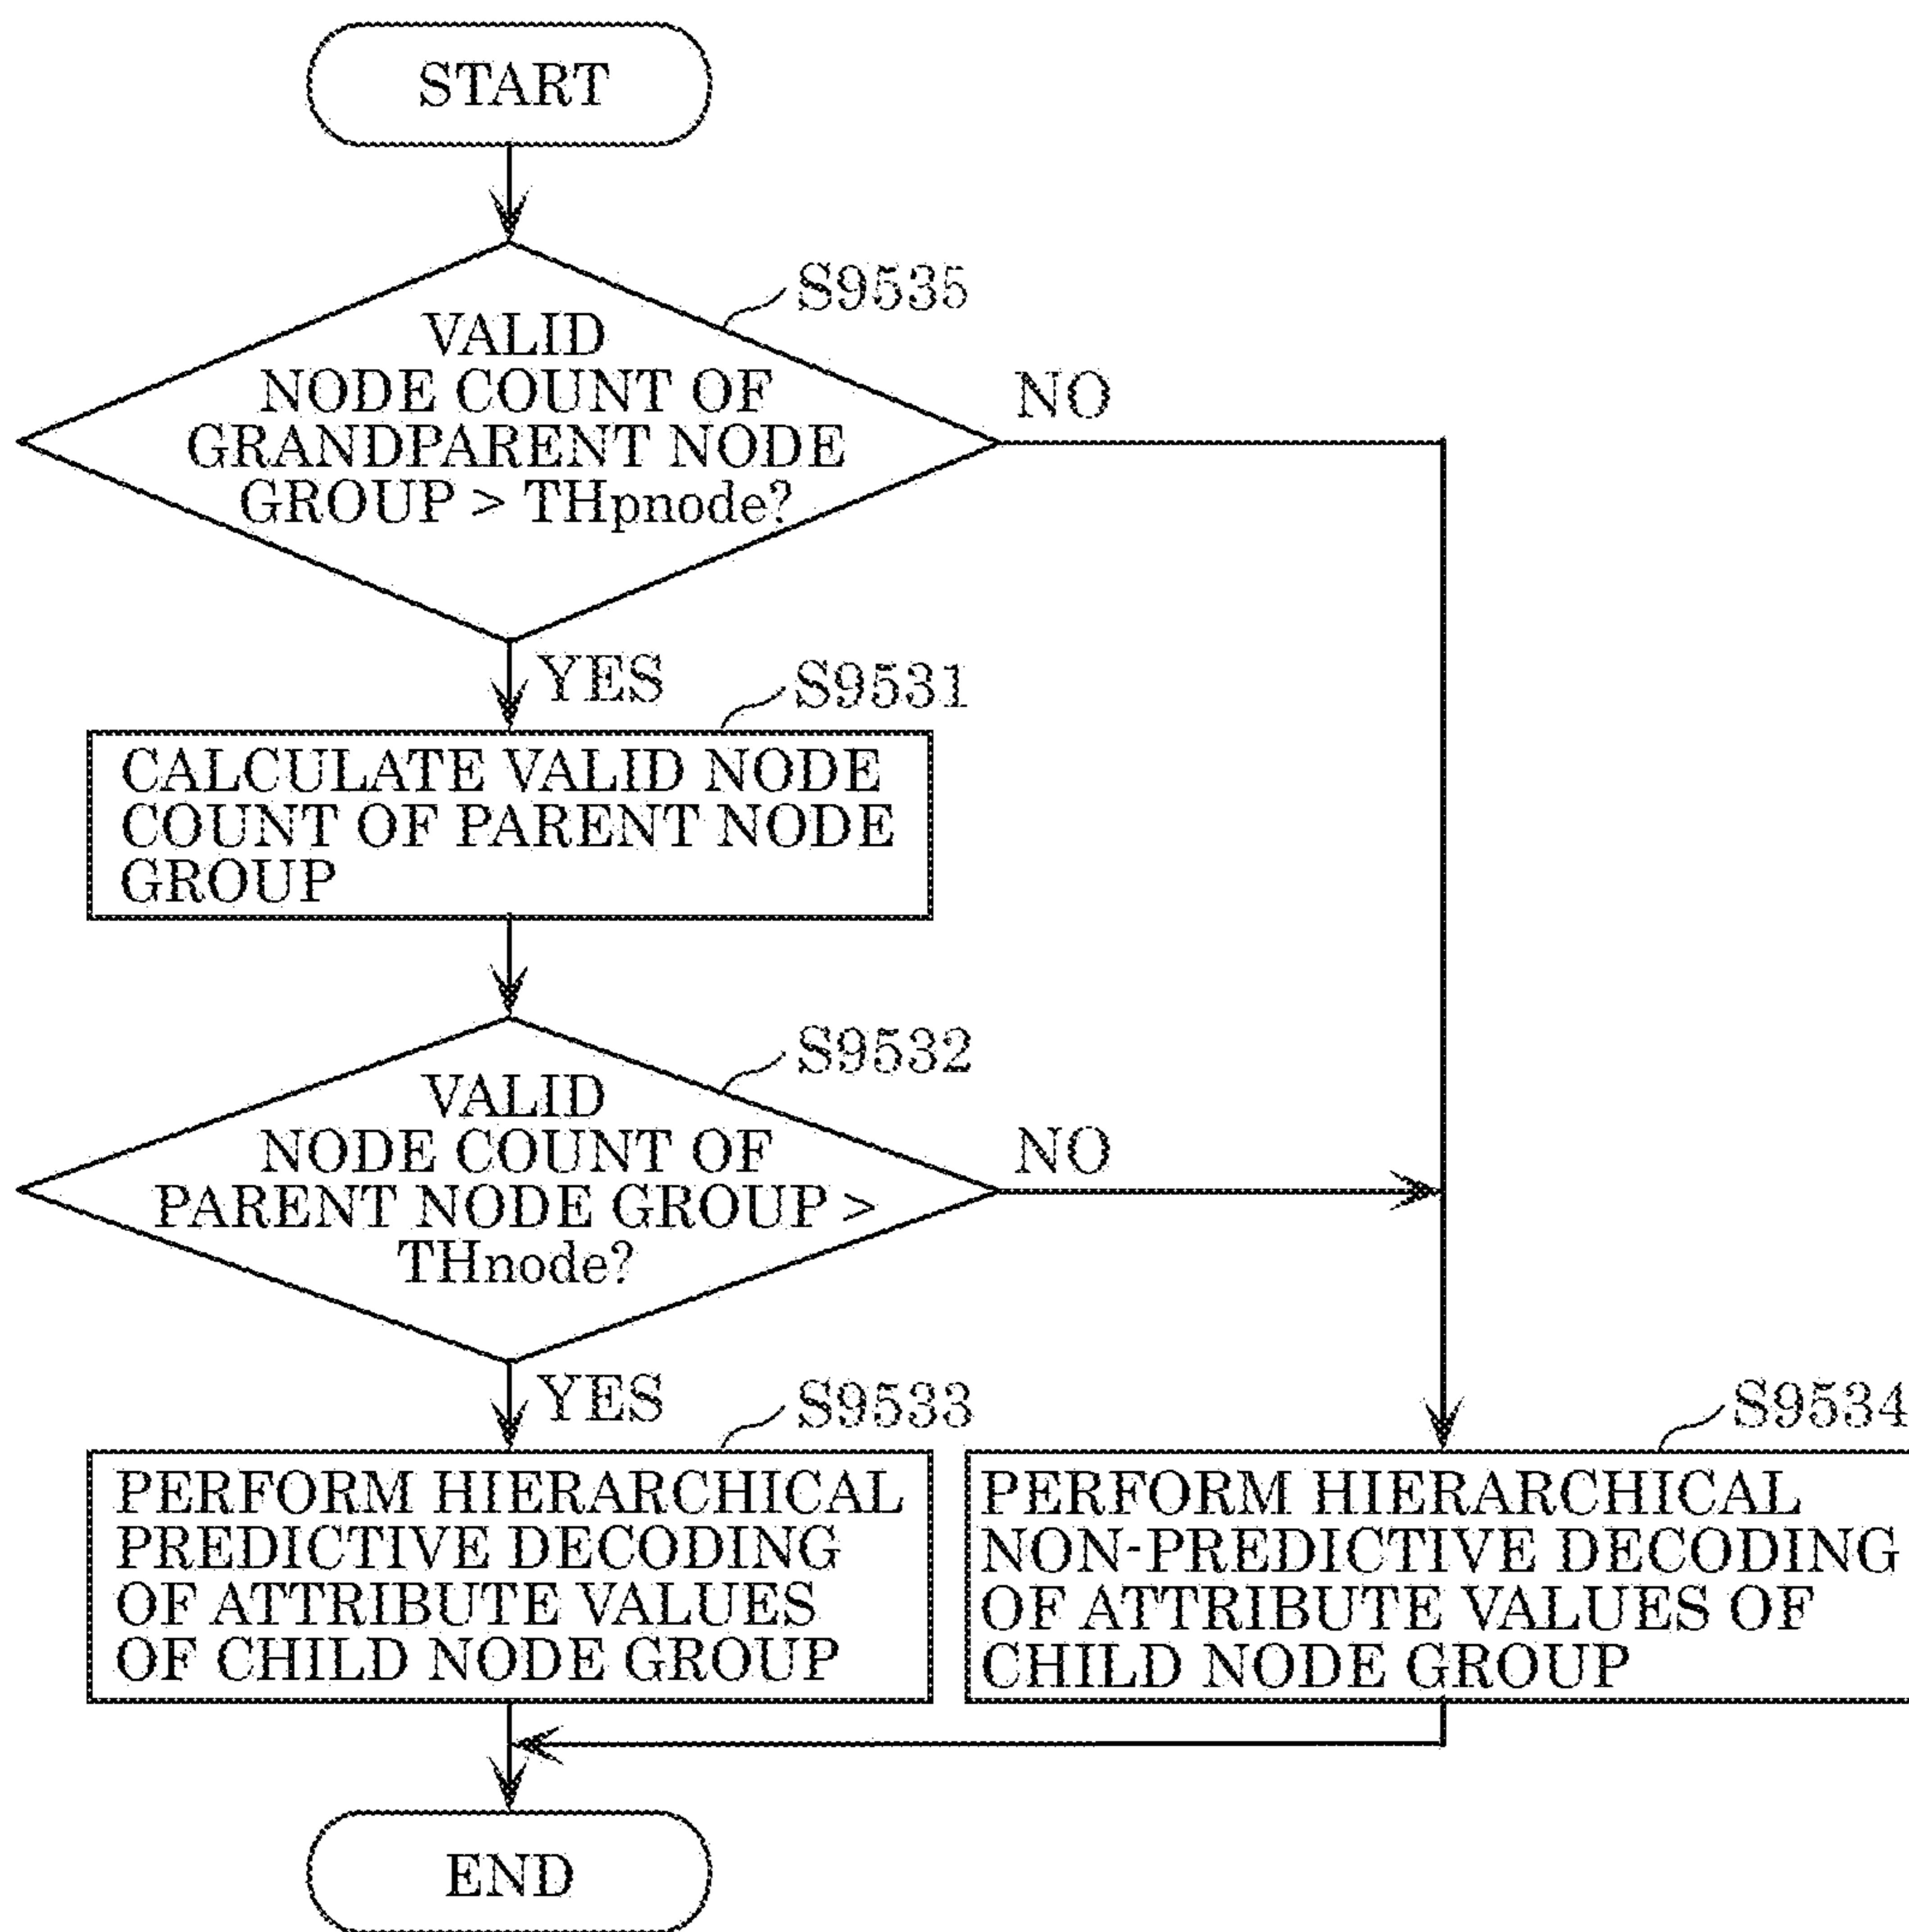 START
S9535
VALID
NODE COUNT OF
GRANDPARENT NODE
GROUP > THpnode?
NO
YES
S9531
CALCULATE VALID NODE
COUNT OF PARENT NODE
GROUP
S9532
VALID
NODE COUNT OF
PARENT NODE GROUP >
THnode?
NO
YES
S9533
PERFORM HIERARCHICAL
PREDICTIVE DECODING
OF ATTRIBUTE VALUES
OF CHILD NODE GROUP
S9534
PERFORM HIERARCHICAL
NON-PREDICTIVE DECODING
OF ATTRIBUTE VALUES OF
CHILD NODE GROUP
END